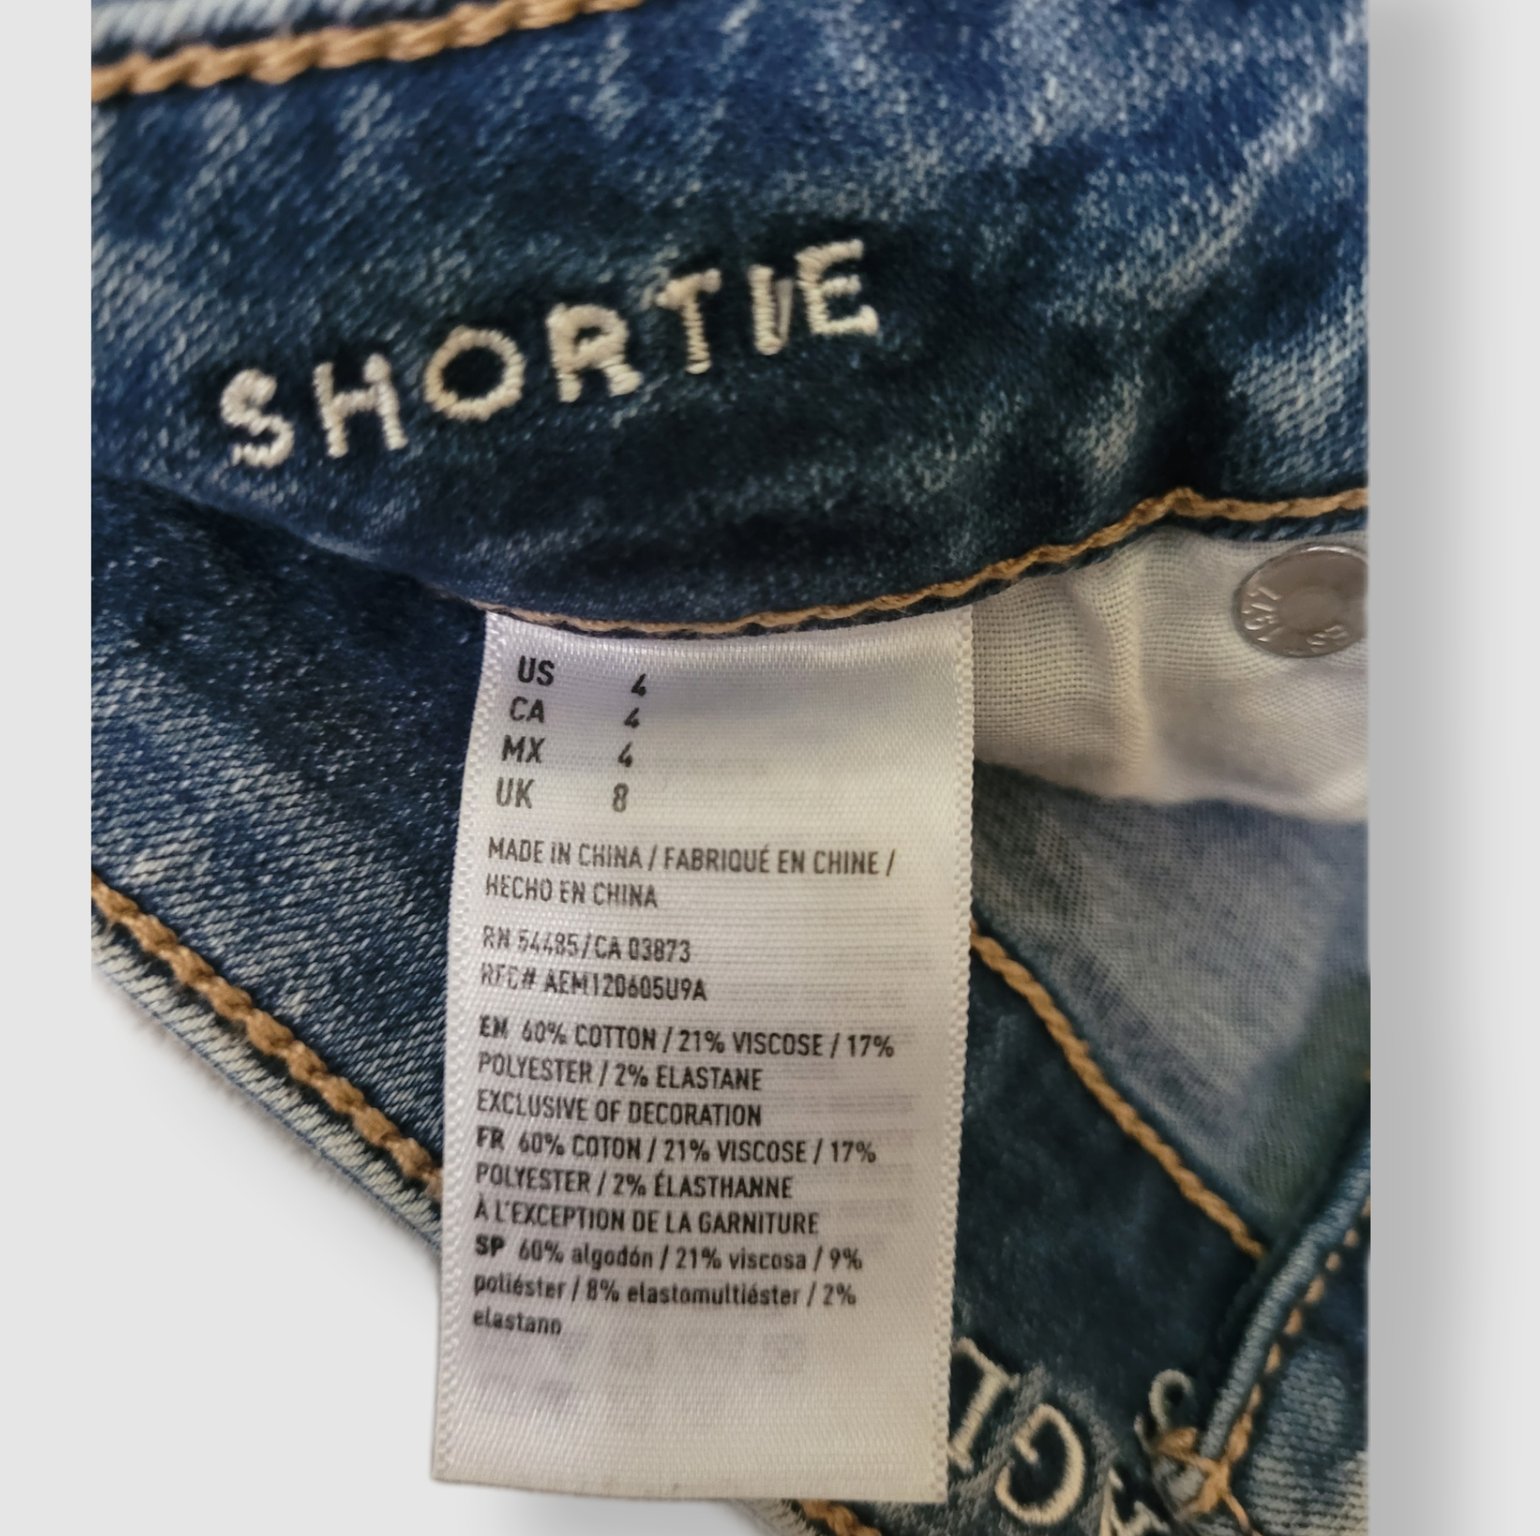 SHORTIE
US 4
CA 4
MX 4
UK 8
MADE IN CHINA / FABRIQUÉ EN CHINE /
HECHO EN CHINA
RN 54485/CA 03873
RFC# AEM120605U9A
EN 60% COTTON / 21% VISCOSE / 17%
POLYESTER / 2% ELASTANE
EXCLUSIVE OF DECORATION
FR 60% COTON / 21% VISCOSE / 17%
POLYESTER / 2% ÉLASTHANNE
À L'EXCEPTION DE LA GARNITURE
SP 60% algodón / 21% viscosa / 9%
poliéster / 8% elastomultiéster / 2%
elastano